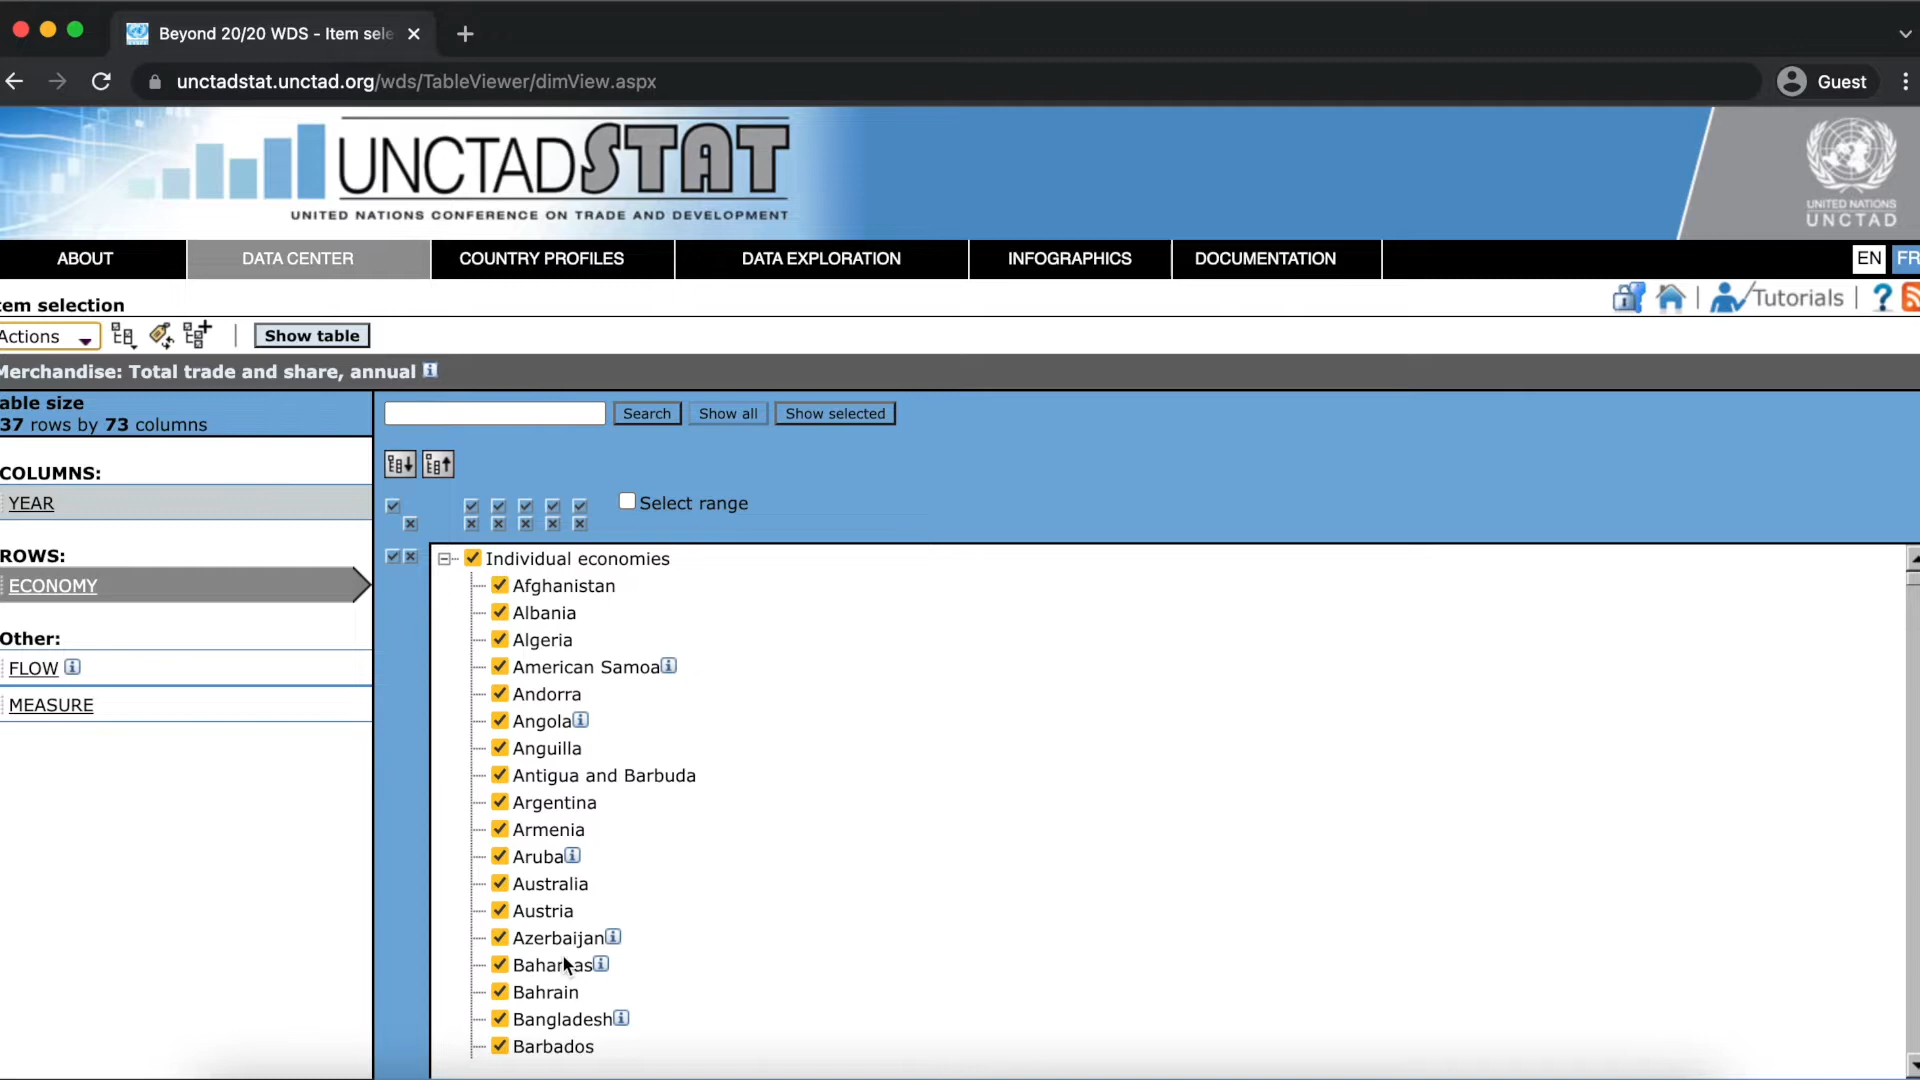 Beyond 20/20 WDS - Item sele
unctadstat.unctad.org/wds/TableViewer/dimView.aspx
Guest
UNCTADSTAT
UNITED NATIONS CONFERENCE ON TRADE AND DEVELOPMENT
UNITED NATIONS
UNCTAD
ABOUT
DATA CENTER
COUNTRY PROFILES
DATA EXPLORATION
INFOGRAPHICS
DOCUMENTATION
EN
FR
tem selection
Tutorials
?
Actions
Show table
Merchandise: Total trade and share, annual
able size
37 rows by 73 columns
Search
Show all
Show selected
COLUMNS:
YEAR
Select range
ROWS:
ECONOMY
Other:
FLOW
MEASURE
Individual economies
Afghanistan
Albania
Algeria
American Samoa
Andorra
Angola
Anguilla
Antigua and Barbuda
Argentina
Armenia
Aruba
Australia
Austria
Azerbaijan
Bahamas
Bahrain
Bangladesh
Barbados